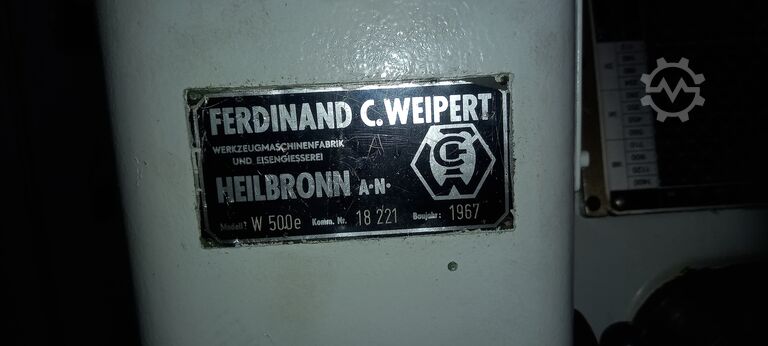 FERDINAND C. WEIPERT
WERKZEUGMASCHINENFABRIK
UND EISENGIESSEREI
HEILBRONN A·N·
Modell: W 500e Komm. Nr. 18 221 Baujahr: 1967